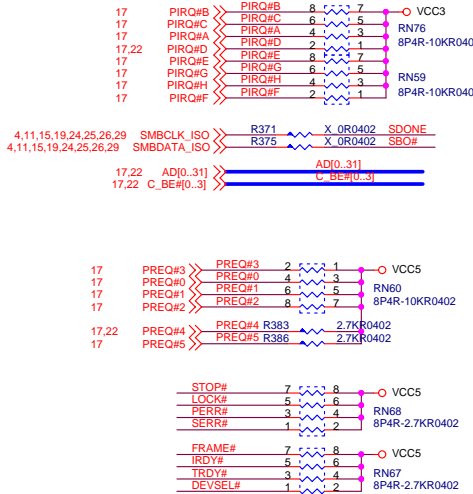 17 PIRQ#B PIRQ#B 8 7 VCC3
17 PIRQ#C PIRQ#C 6 5
17 PIRQ#A PIRQ#A 4 3 RN76
17,22 PIRQ#D PIRQ#D 2 1 8P4R-10KR040
17 PIRQ#E PIRQ#E 8 7
17 PIRQ#G PIRQ#G 6 5
17 PIRQ#H PIRQ#H 4 3 RN59
17 PIRQ#F PIRQ#F 2 1 8P4R-10KR040
4,11,15,19,24,25,26,29 SMBCLK_ISO R371 X_0R0402 SDONE
4,11,15,19,24,25,26,29 SMBDATA_ISO R375 X_0R0402 SBO#
17,22 AD[0..31] AD[0..31]
17,22 C_BE#[0..3] C_BE#[0..3]
17 PREQ#3 PREQ#3 2 1 VCC5
17 PREQ#0 PREQ#0 4 3
17 PREQ#1 PREQ#1 6 5 RN60
17 PREQ#2 PREQ#2 8 7 8P4R-10KR0402
17,22 PREQ#4 PREQ#4 R383 2.7KR0402
17 PREQ#5 PREQ#5 R386 2.7KR0402
STOP# 7 8 VCC5
LOCK# 5 6
PERR# 3 4 RN68
SERR# 1 2 8P4R-2.7KR0402
FRAME# 7 8 VCC5
IRDY# 5 6
TRDY# 3 4 RN67
DEVSEL# 1 2 8P4R-2.7KR0402